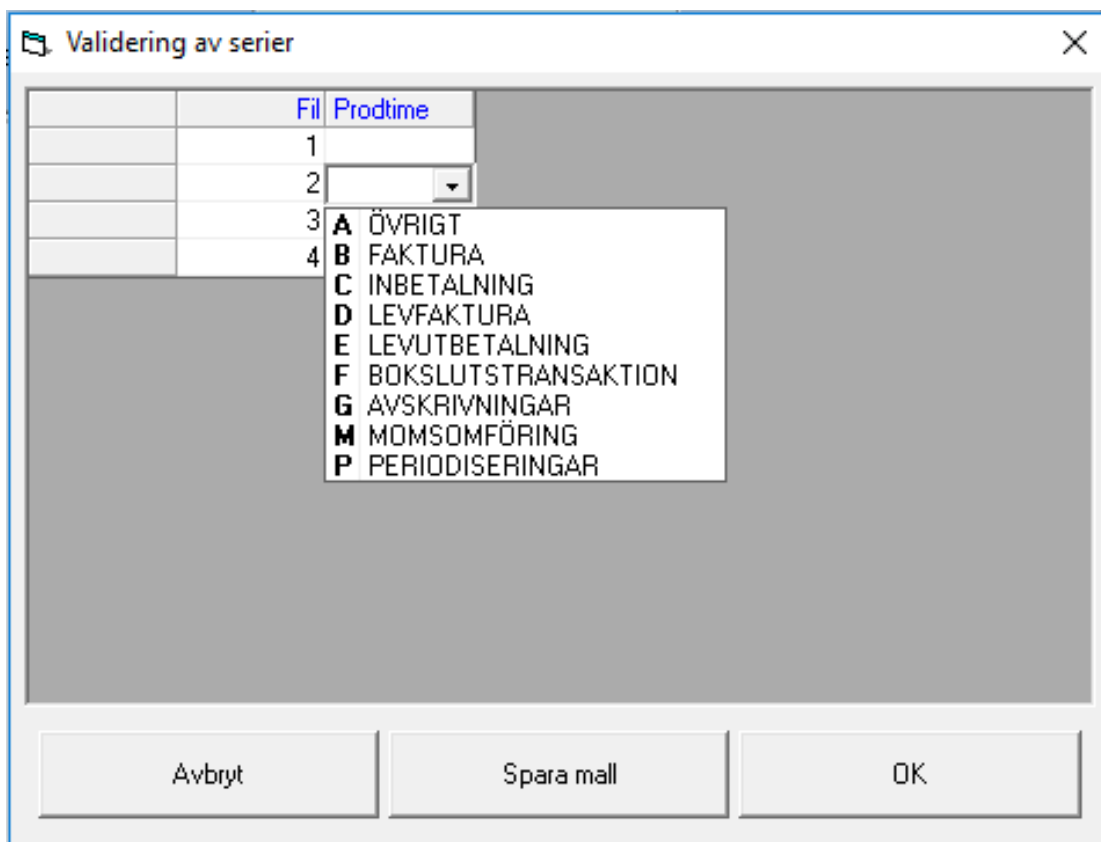 Validering av serier
Fil Prodtime
1
2
3
4
A ÖVRIGT
B FAKTURA
C INBETALNING
D LEVFAKTURA
E LEVUTBETALNING
F BOKSLUTSTRANSAKTION
G AVSKRIVNINGAR
M MOMSOMFÖRING
P PERIODISERINGAR
Avbryt Spara mall OK